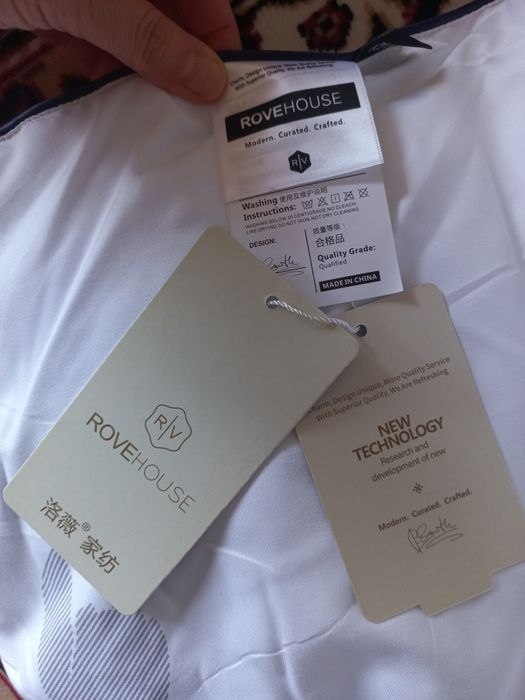 Charm, Design Unique, More Quality Service
With Superior Quality, We Are Refreshing
ROVEHOUSE
Modern. Curated. Crafted.
R/V
Washing 使用及维护说明
Instructions:
WASHING BELOW 30 CENTIGRADE,NO CLEACH,
LIKE DRYING.DO NOT IRON.NOT DRY CLEANING
DESIGN:
质量等级:
合格品
Quality Grade:
Qualified
MADE IN CHINA
R/V
ROVEHOUSE
洛薇® 家纺
Charm, Design Unique, More Quality Service
With Superior Quality, We Are Refreshing
NEW
TECHNOLOGY
Research and
development of new
Modern. Curated. Crafted.